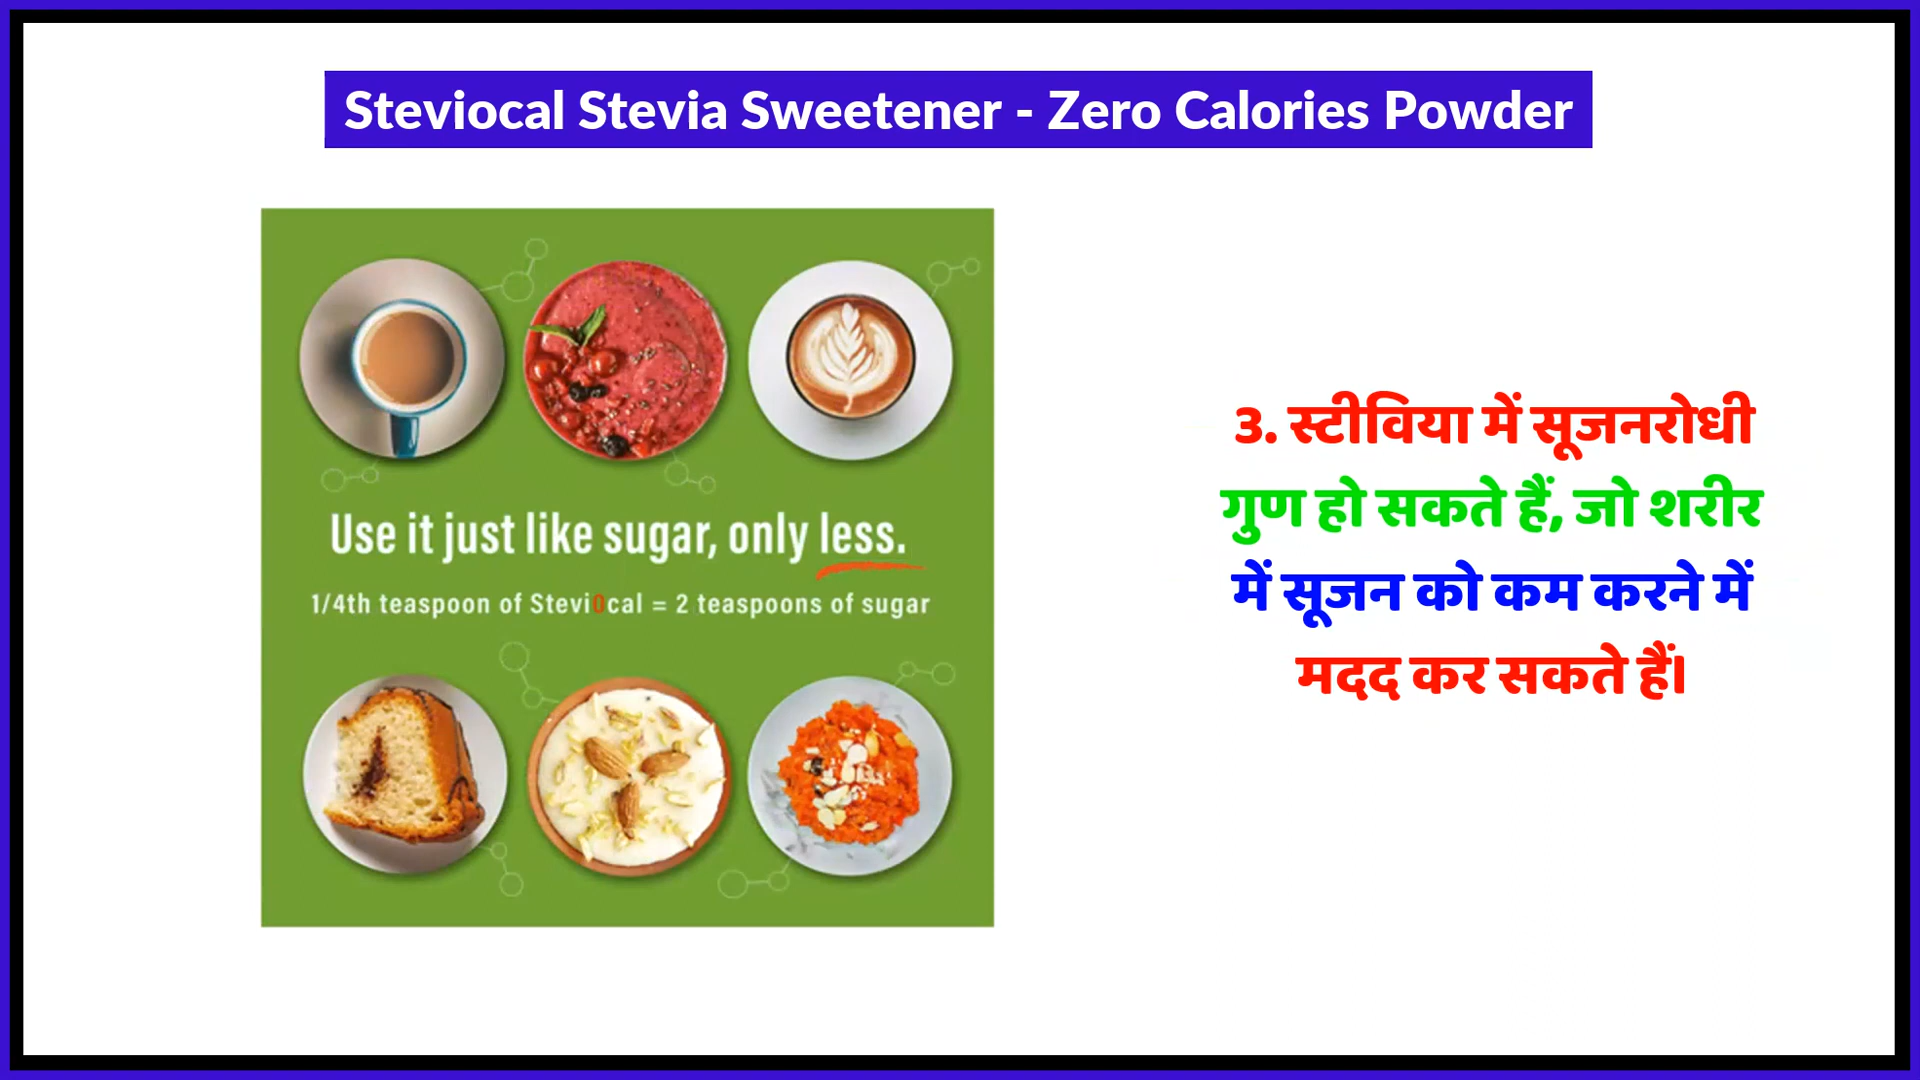 Steviocal Stevia Sweetener - Zero Calories Powder
Use it just like sugar, only less.
1/4th teaspoon of Stevi0cal = 2 teaspoons of sugar
3. स्टीविया में सूजनरोधी
गुण हो सकते हैं, जो शरीर
में सूजन को कम करने में
मदद कर सकते हैं।